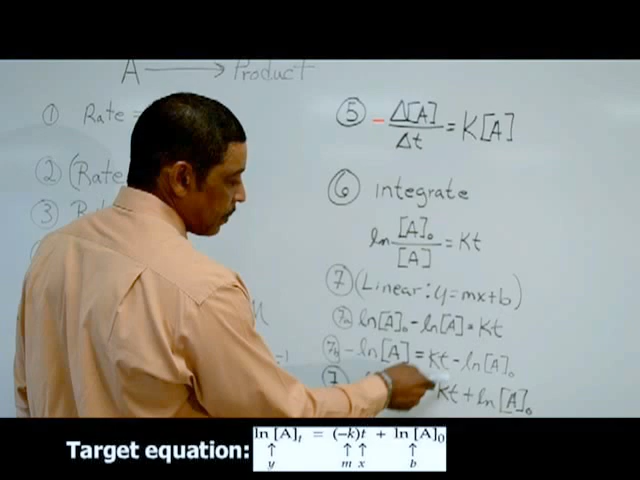 A ⟶ Product
① Rate =
② (Rate
③ R
⑤ - Δ[A]/Δt = K[A]
⑥ integrate
ln [A]₀/[A] = Kt
⑦ (Linear: y = mx+b)
7a ln[A]₀ - ln[A] = Kt
7b - ln[A] = Kt - ln[A]₀
⑦ Kt + ln[A]₀
Target equation: ln [A]t = (-k)t + ln [A]0
↑ ↑ ↑ ↑
y m x b